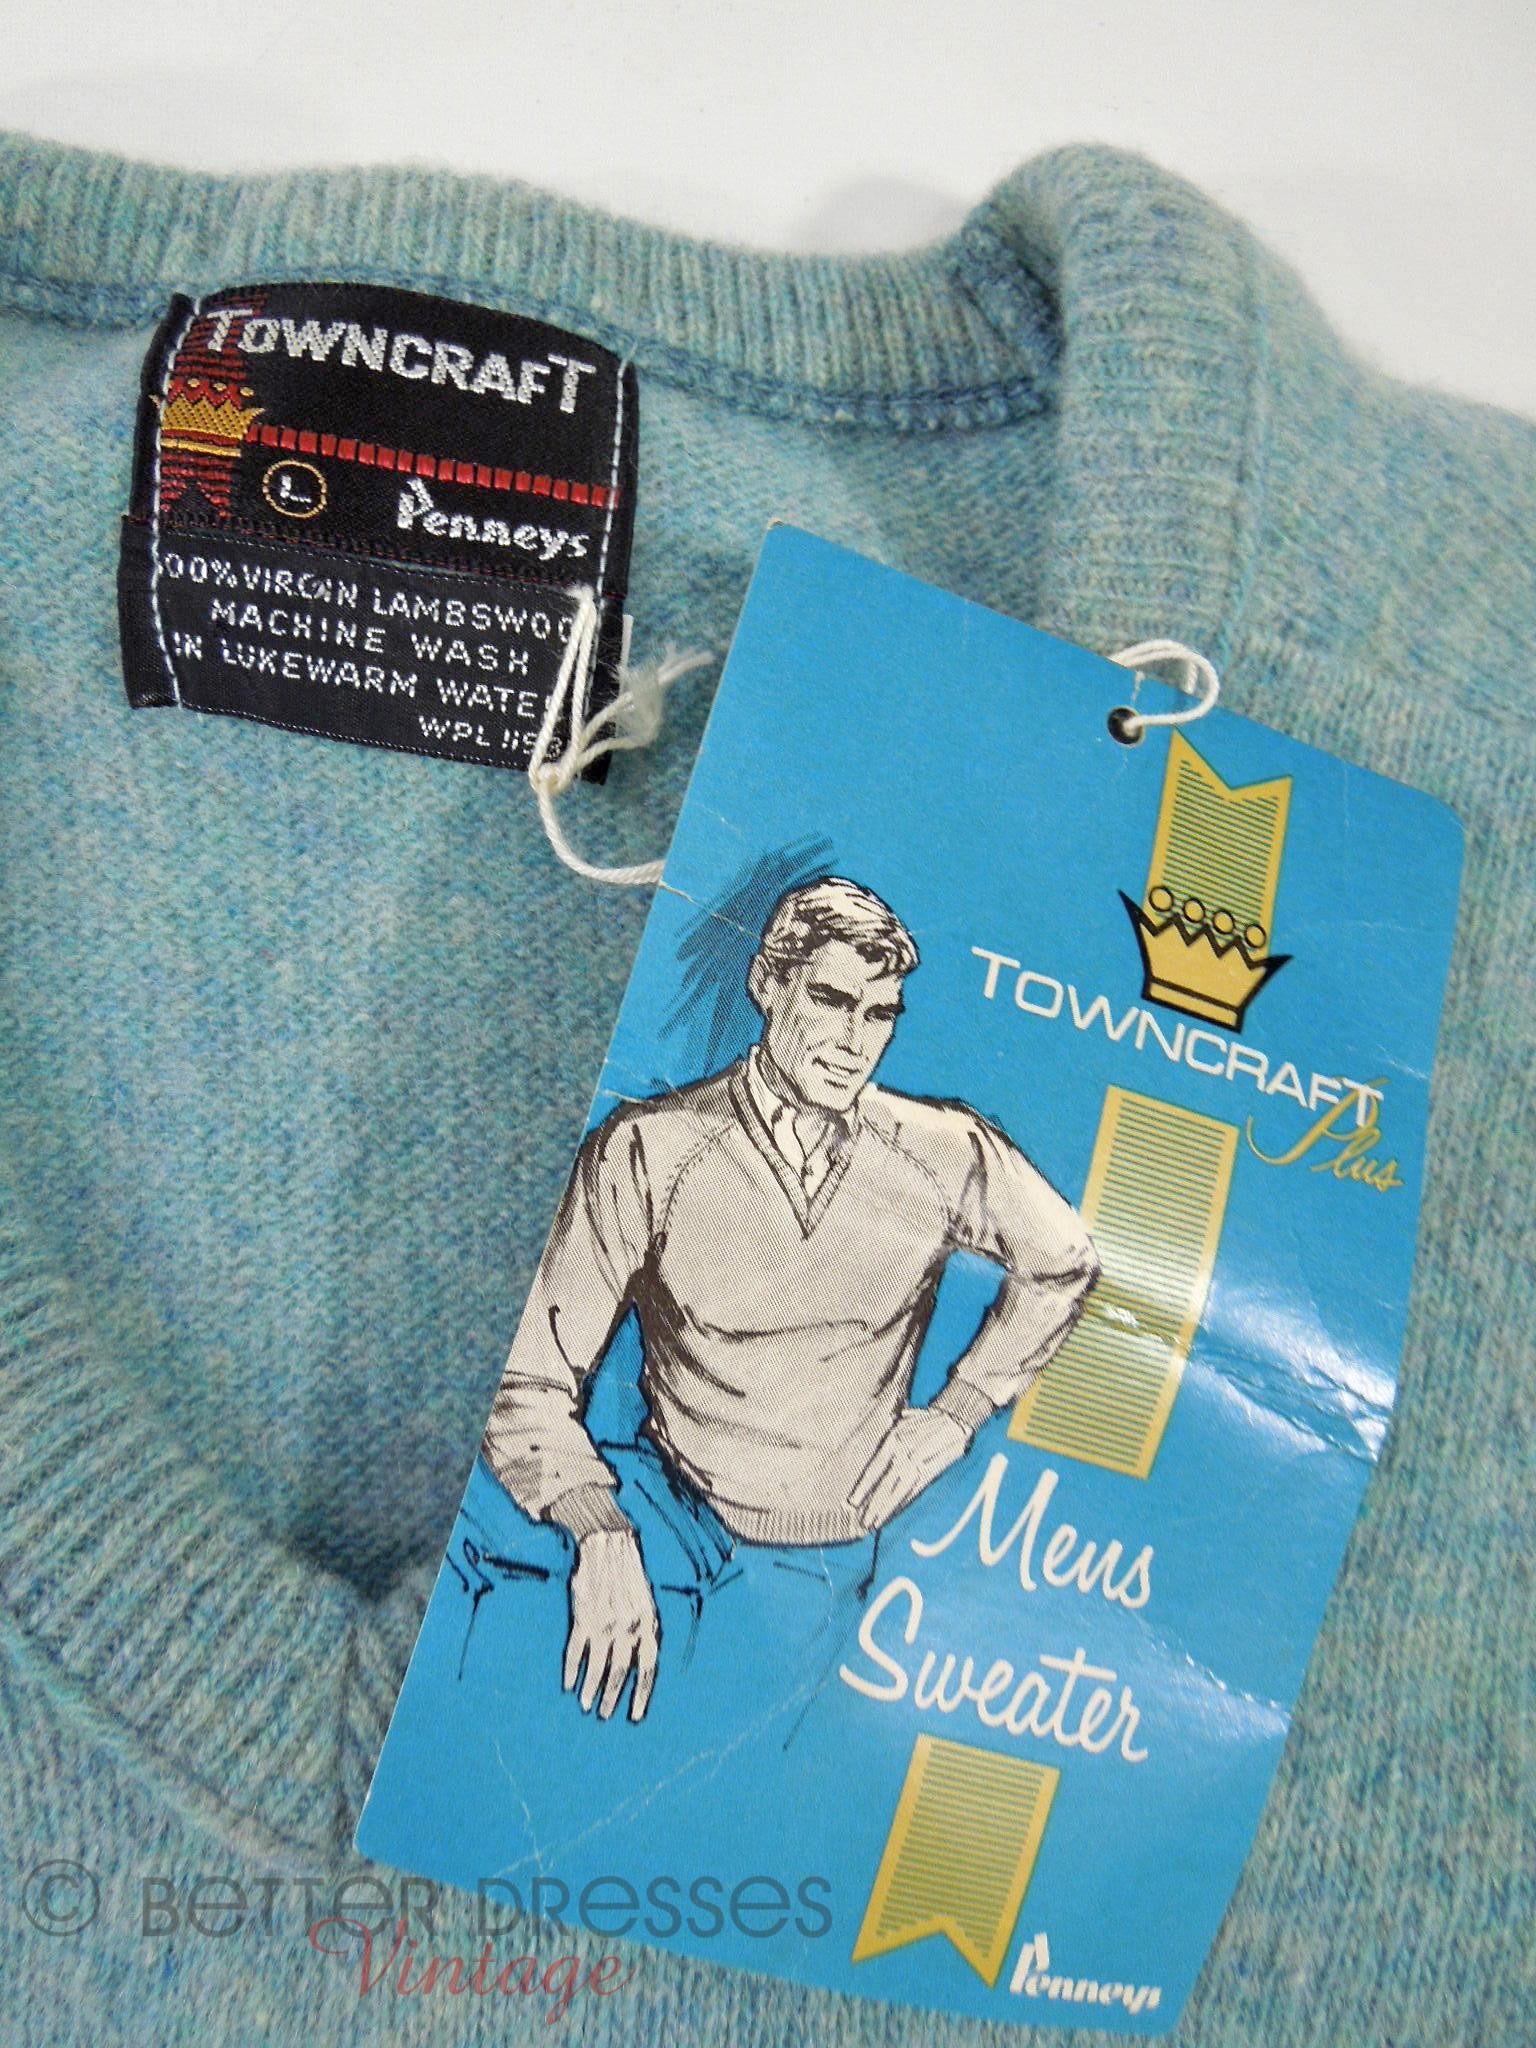 TOWNCRAFT
L
Penneys
00% VIRGIN LAMBSWOO
MACHINE WASH
IN LUKEWARM WATE
WPL
TOWNCRAFT
Plus
Mens
Sweater
Penneys
© BETTER DRESSES
Vintage